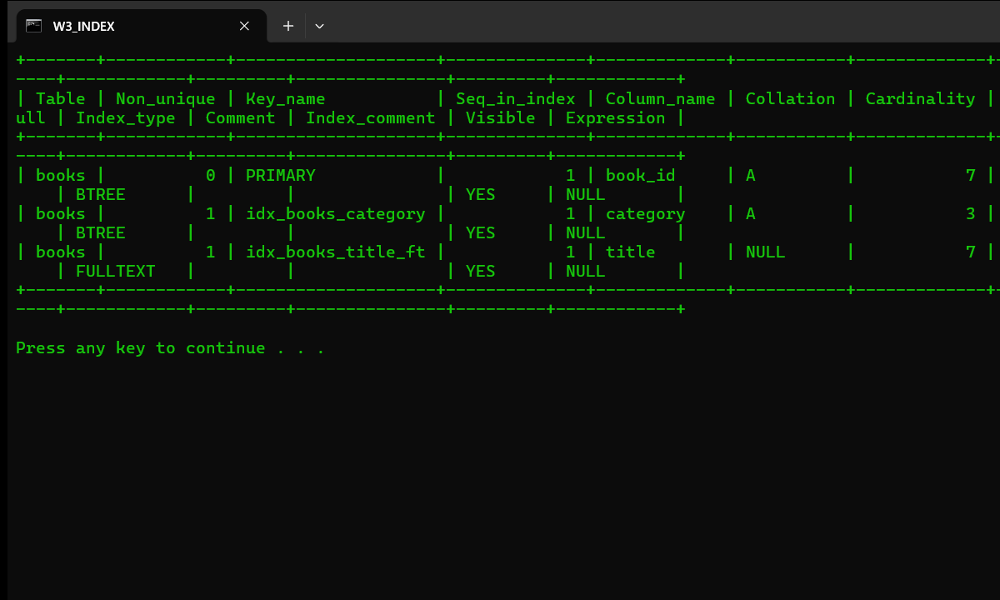 W3_INDEX
+-------+------------+--------------------+--------------+-------------+-----------+-------------+-
----+------------+---------+---------------+---------+------------+
| Table | Non_unique | Key_name           | Seq_in_index | Column_name | Collation | Cardinality |
ull | Index_type | Comment | Index_comment | Visible | Expression |
+-------+------------+--------------------+--------------+-------------+-----------+-------------+-
----+------------+---------+---------------+---------+------------+
| books |          0 | PRIMARY            |            1 | book_id     | A         |           7 |
    | BTREE      |         |               | YES     | NULL       |
| books |          1 | idx_books_category |            1 | category    | A         |           3 |
    | BTREE      |         |               | YES     | NULL       |
| books |          1 | idx_books_title_ft |            1 | title       | NULL      |           7 |
    | FULLTEXT   |         |               | YES     | NULL       |
+-------+------------+--------------------+--------------+-------------+-----------+-------------+-
----+------------+---------+---------------+---------+------------+
Press any key to continue . . .